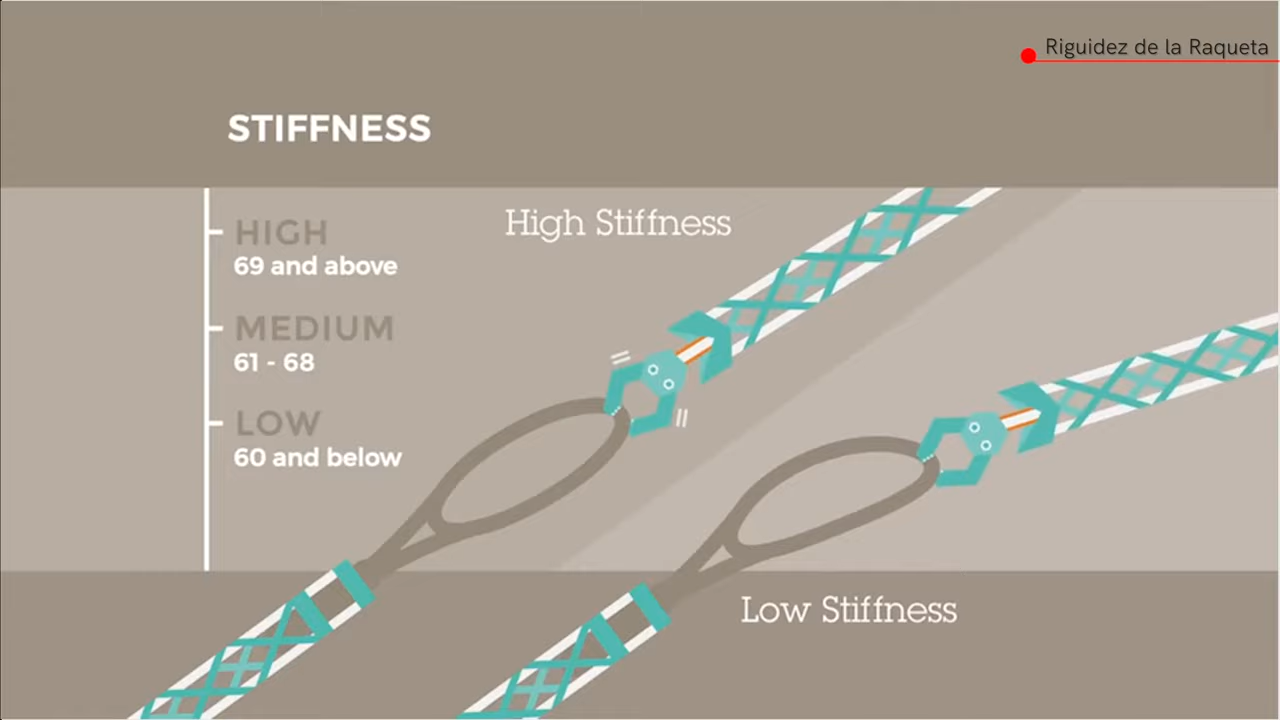 Riguidez de la Raqueta
STIFFNESS
High Stiffness
HIGH
69 and above
MEDIUM
61 - 68
LOW
60 and below
Low Stiffness